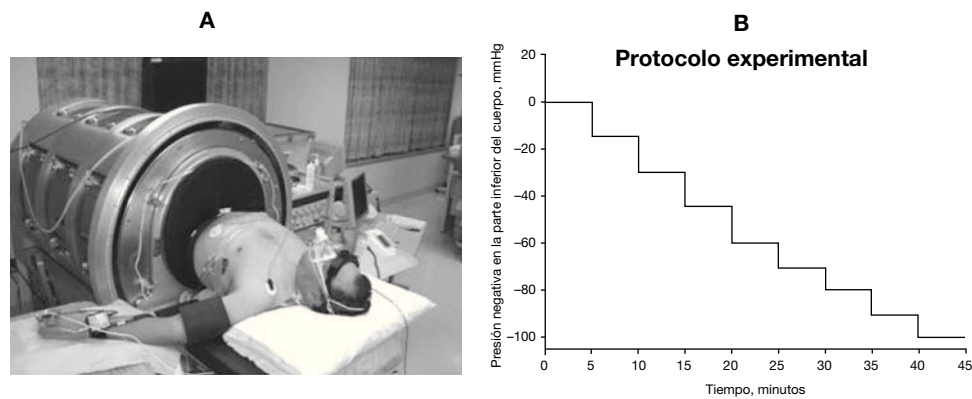 A
B
Protocolo experimental
Presión negativa en la parte inferior del cuerpo, mmHg
20
0
−20
−40
−60
−80
−100
0 5 10 15 20 25 30 35 40 45
Tiempo, minutos